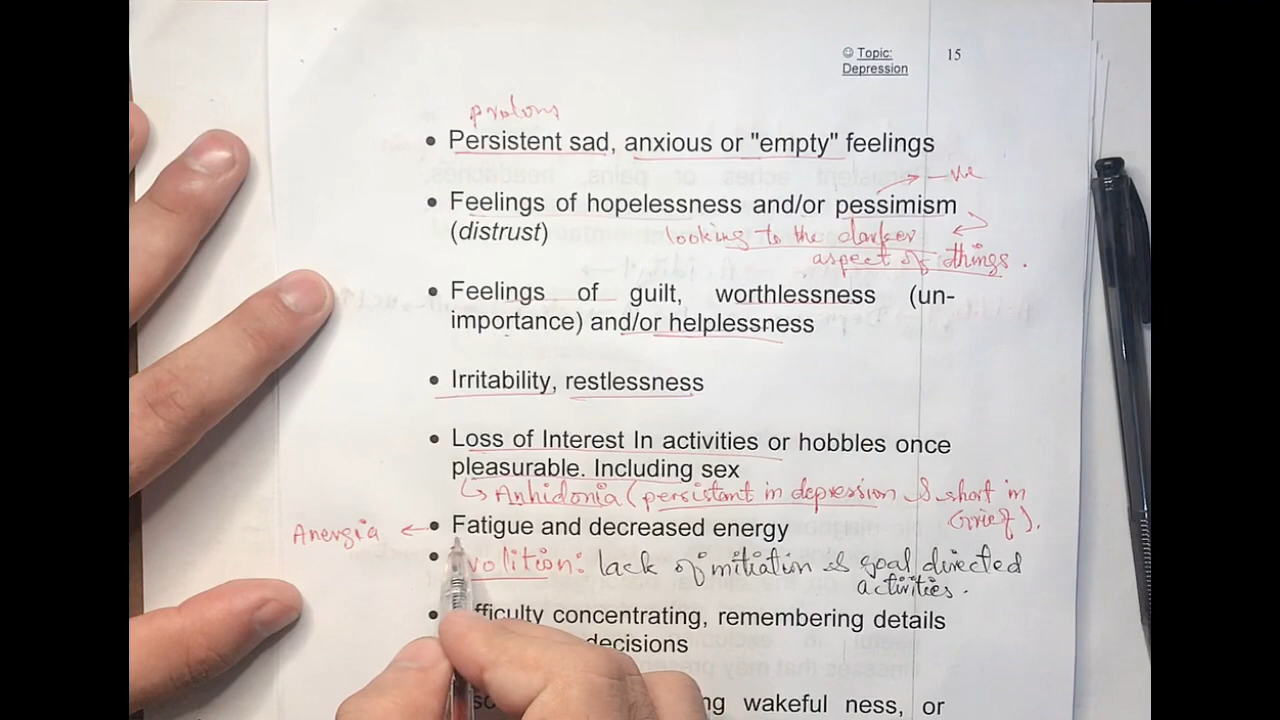 ☺ Topic: 15
Depression
prolong
• Persistent sad, anxious or "empty" feelings
→ -ve
• Feelings of hopelessness and/or pessimism
(distrust) looking to the darker
aspect of things.
• Feelings of guilt, worthlessness (un-
importance) and/or helplessness
• Irritability, restlessness
• Loss of Interest In activities or hobbles once
pleasurable. Including sex
↳ Anhidonia (persistant in depression & short in
Grief).
Anergia ← • Fatigue and decreased energy
• volition: lack of initiation & goal directed
activities.
• fficulty concentrating, remembering details
decisions
wakeful ness, or